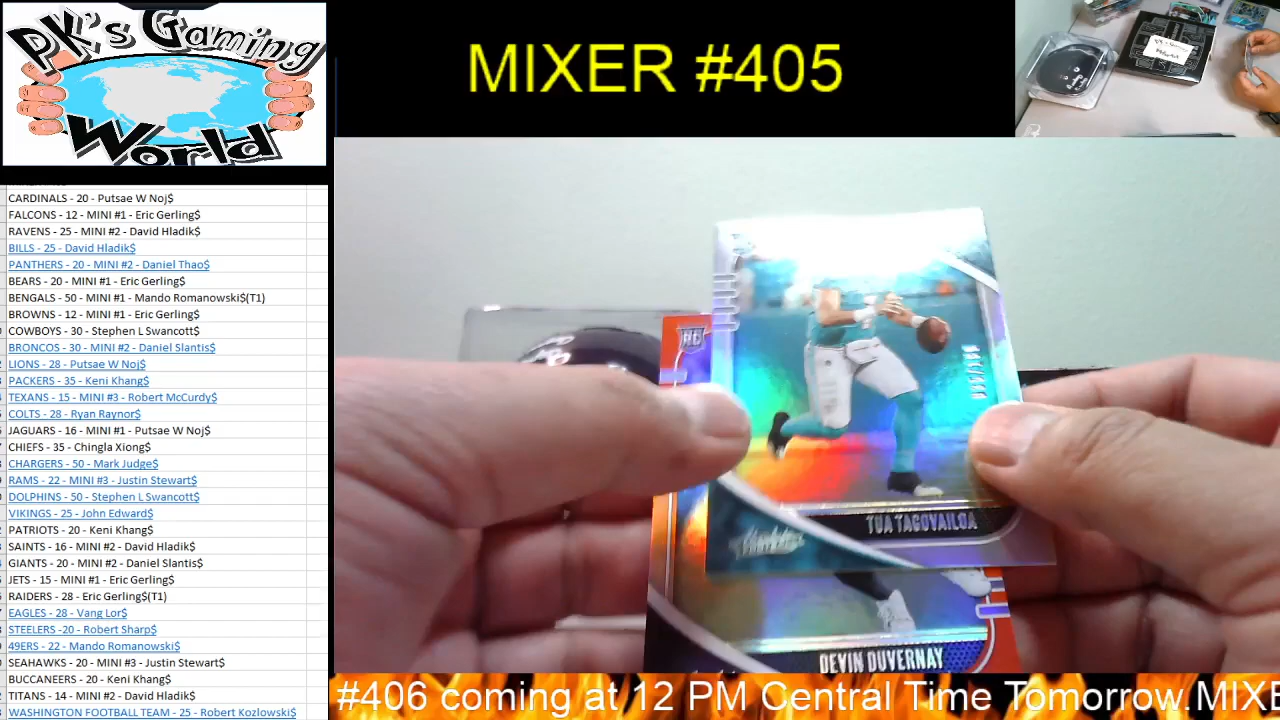 PK's Gaming
World
MIXER #405
CARDINALS - 20 - Putsae W Noj$
FALCONS - 12 - MINI #1 - Eric Gerling$
RAVENS - 25 - MINI #2 - David Hladik$
BILLS - 25 - David Hladik$
PANTHERS - 20 - MINI #2 - Daniel Thao$
BEARS - 20 - MINI #1 - Eric Gerling$
BENGALS - 50 - MINI #1 - Mando Romanowski$(T1)
BROWNS - 12 - MINI #1 - Eric Gerling$
COWBOYS - 30 - Stephen L Swancott$
BRONCOS - 30 - MINI #2 - Daniel Slantis$
LIONS - 28 - Putsae W Noj$
PACKERS - 35 - Keni Khang$
TEXANS - 15 - MINI #3 - Robert McCurdy$
COLTS - 28 - Ryan Raynor$
JAGUARS - 16 - MINI #1 - Putsae W Noj$
CHIEFS - 35 - Chingla Xiong$
CHARGERS - 50 - Mark Judge$
RAMS - 22 - MINI #3 - Justin Stewart$
DOLPHINS - 50 - Stephen L Swancott$
VIKINGS - 25 - John Edward$
PATRIOTS - 20 - Keni Khang$
SAINTS - 16 - MINI #2 - David Hladik$
GIANTS - 20 - MINI #2 - Daniel Slantis$
JETS - 15 - MINI #1 - Eric Gerling$
RAIDERS - 28 - Eric Gerling$(T1)
EAGLES - 28 - Vang Lor$
STEELERS -20 - Robert Sharp$
49ERS - 22 - Mando Romanowski$
SEAHAWKS - 20 - MINI #3 - Justin Stewart$
BUCCANEERS - 20 - Keni Khang$
TITANS - 14 - MINI #2 - David Hladik$
WASHINGTON FOOTBALL TEAM - 25 - Robert Kozlowski$
RC
TUA TAGOVAILOA
DEVIN DUVERNAY
#406 coming at 12 PM Central Time Tomorrow.MIXE